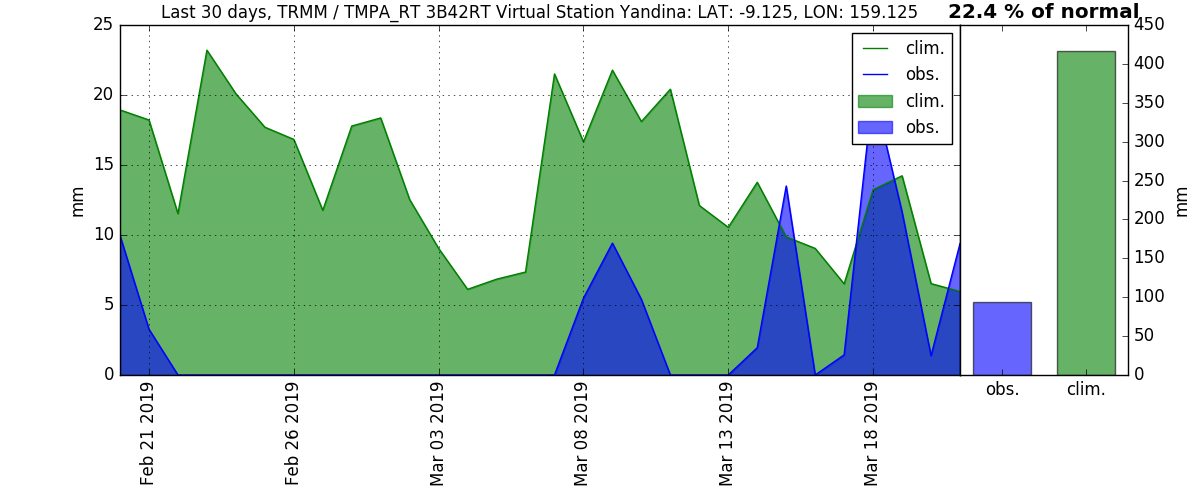 Last 30 days, TRMM / TMPA_RT 3B42RT Virtual Station Yandina: LAT: -9.125, LON: 159.125
22.4 % of normal
25
20
15
10
5
0
mm
clim.
obs.
clim.
obs.
450
400
350
300
250
200
150
100
50
0
mm
Feb 21 2019
Feb 26 2019
Mar 03 2019
Mar 08 2019
Mar 13 2019
Mar 18 2019
obs.
clim.